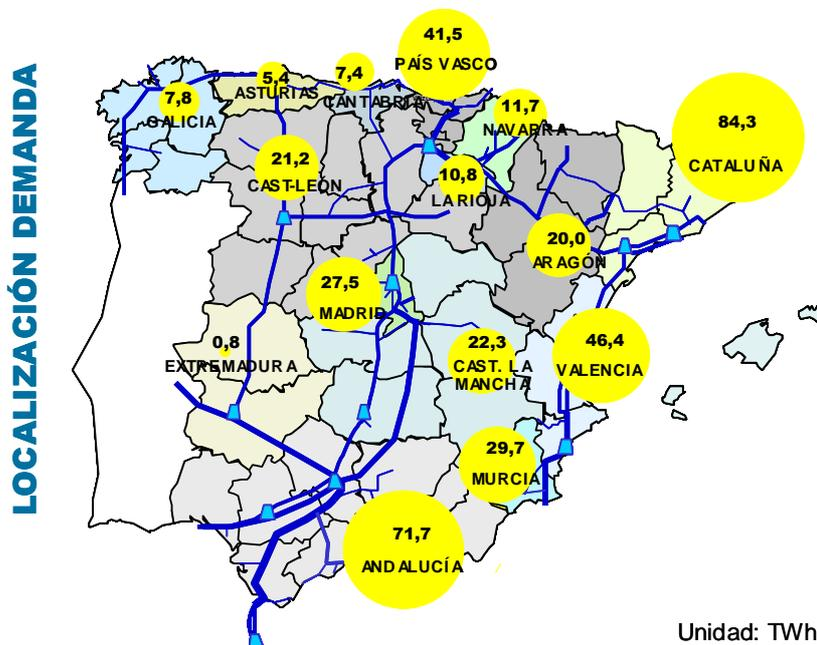 LOCALIZACIÓN DEMANDA
41,5
PAÍS VASCO
7,4
CANTABRIA
5,4
ASTURIAS
7,8
GALICIA
11,7
NAVARRA
84,3
CATALUÑA
21,2
CAST-LEÓN
10,8
LA RIOJA
20,0
ARAGÓN
27,5
MADRID
0,8
EXTREMADURA
22,3
CAST. LA
MANCHA
46,4
VALENCIA
29,7
MURCIA
71,7
ANDALUCÍA
Unidad: TWh